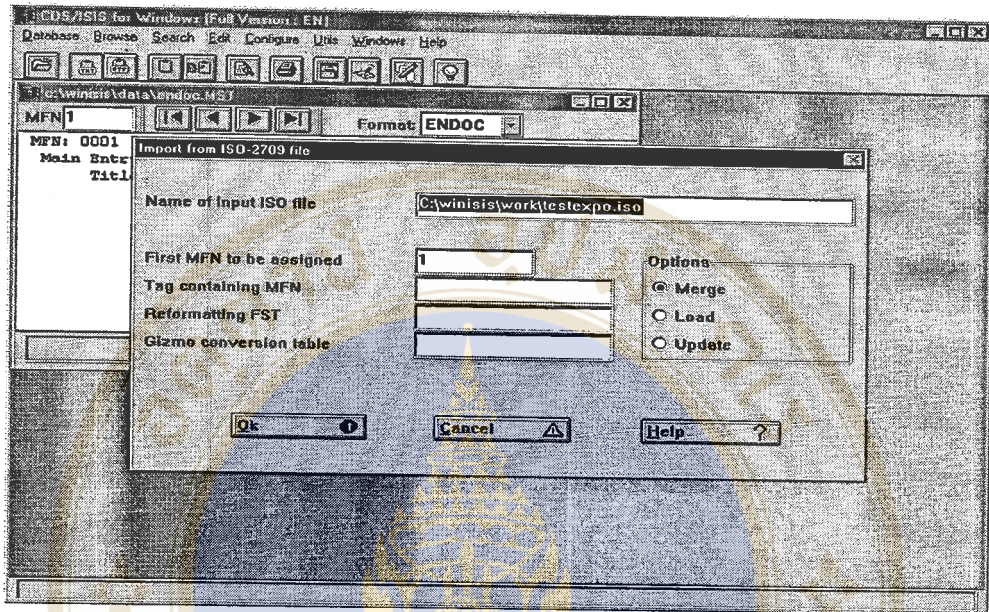 CDS/ISIS for Windows [Full Version : EN]
Database Browse Search Edit Configure Utils Windows Help
c:\winisis\data\endoc.MST
MFN 1 Format ENDOC
MFN: 0001
Main Entr
Titl
Import from ISO-2709 file
Name of Input ISO file C:\winisis\work\testexpo.iso
First MFN to be assigned 1
Tag containing MFN
Reformatting FST
Gizmo conversion table
Options
Merge
Load
Update
Ok
Cancel
Help ?